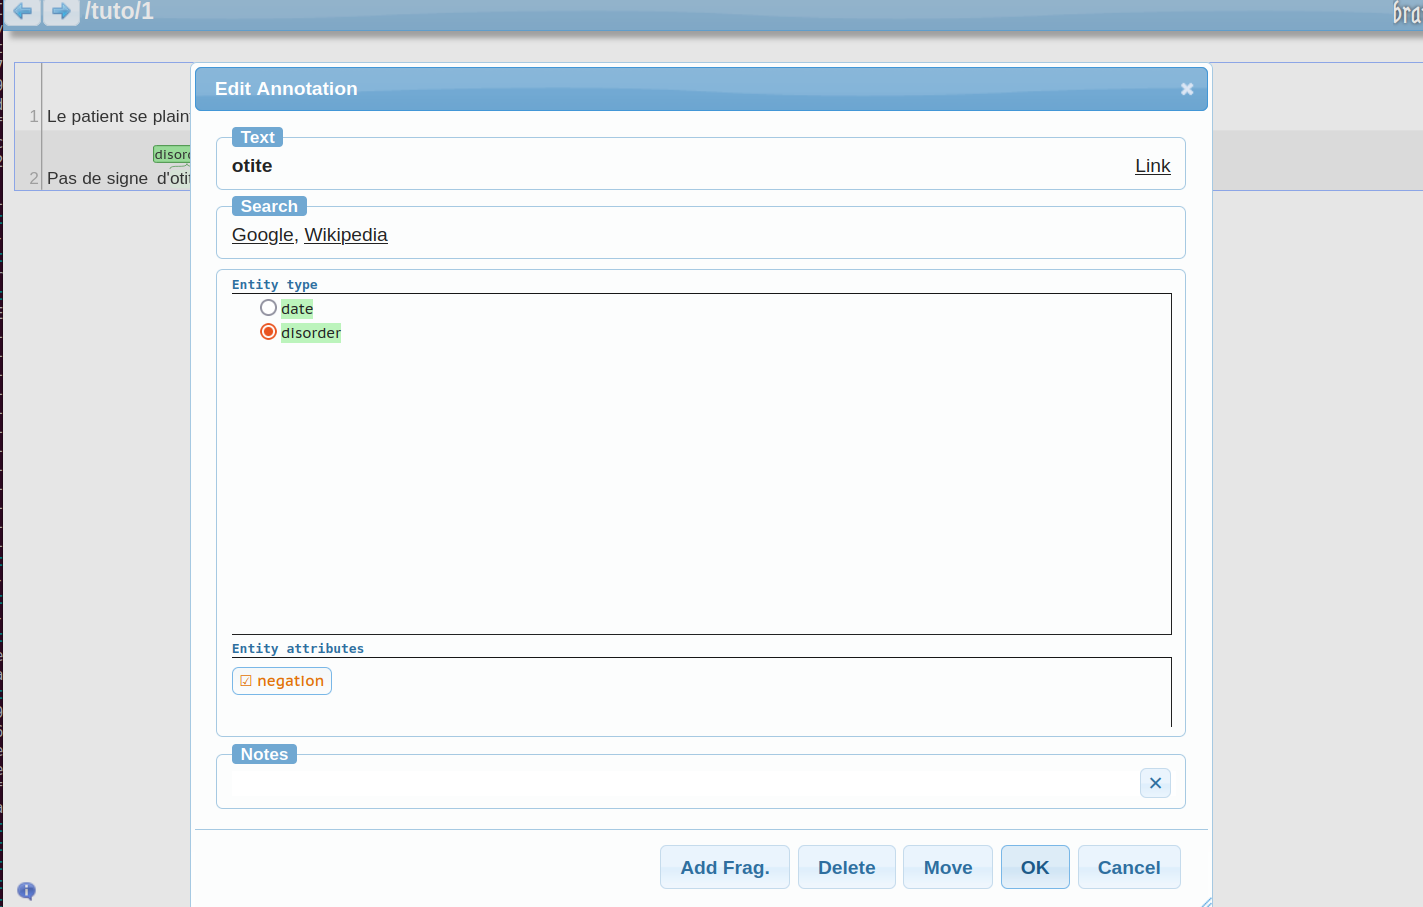 /tuto/1
Edit Annotation
1 Le patient se plain
disor
2 Pas de signe d'oti
Text
otite
Link
Search
Google, Wikipedia
Entity type
date
disorder
Entity attributes
☑ negation
Notes
Add Frag.
Delete
Move
OK
Cancel